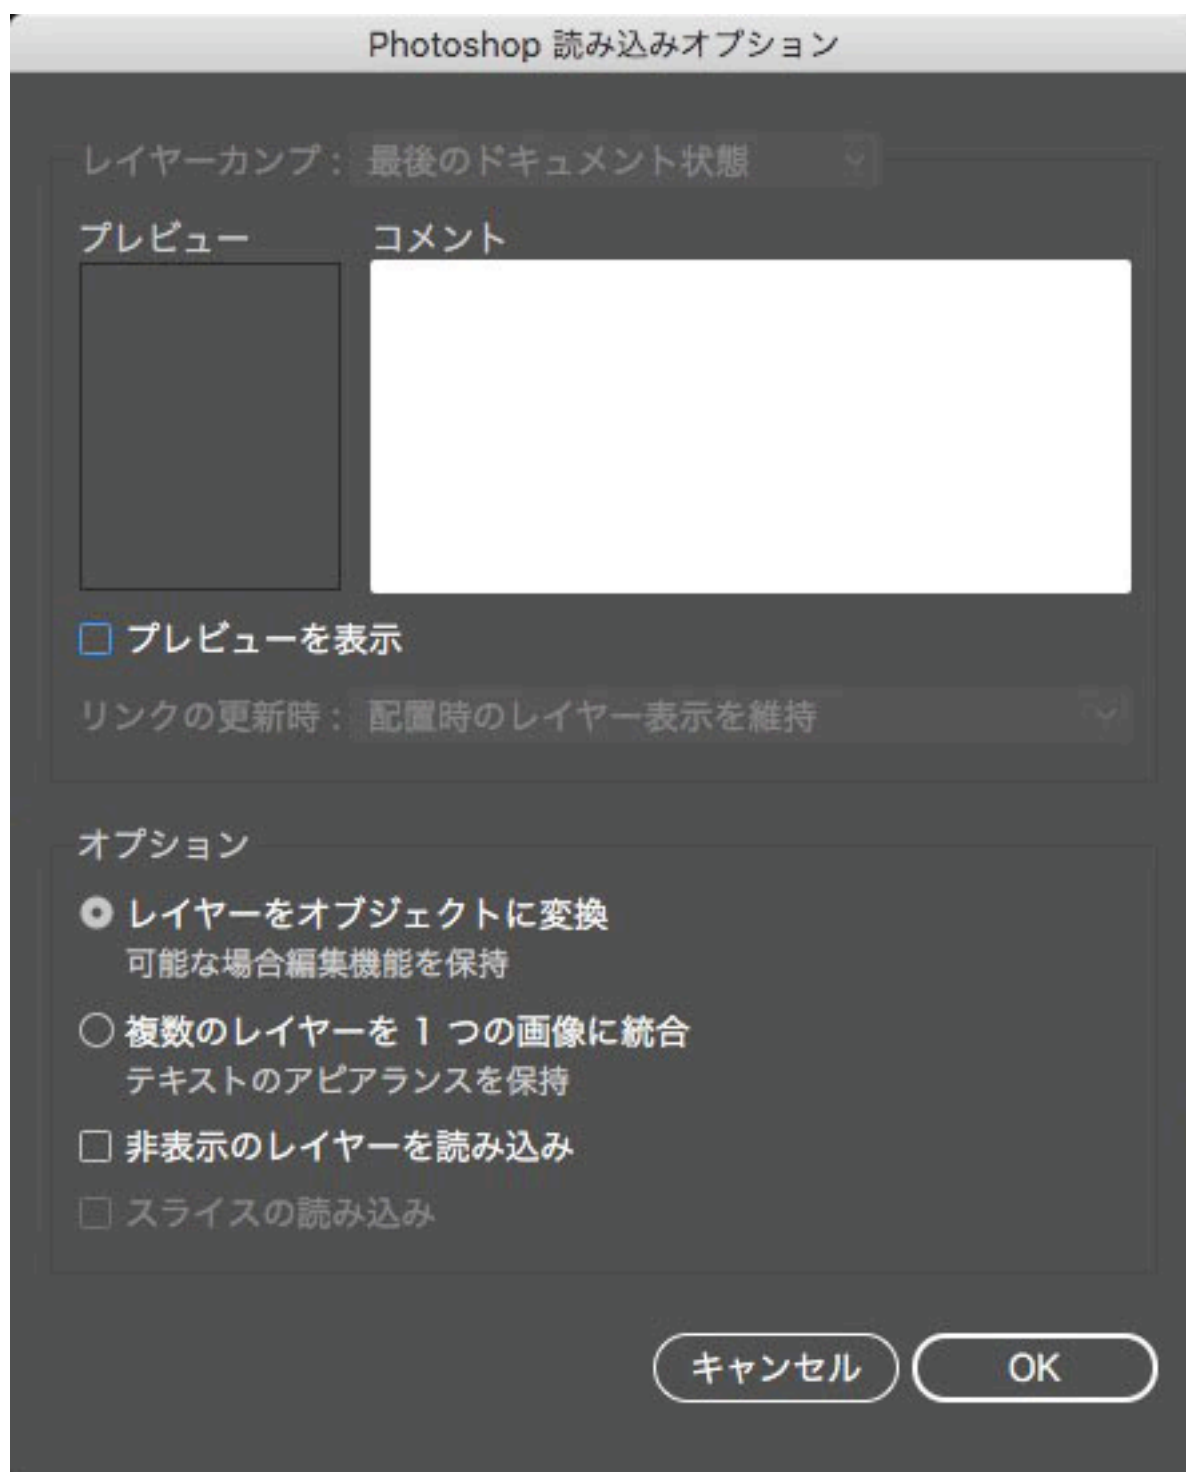 Photoshop 読み込みオプション
レイヤーカンプ : 最後のドキュメント状態
プレビュー コメント
プレビューを表示
リンクの更新時 : 配置時のレイヤー表示を維持
オプション
レイヤーをオブジェクトに変換
可能な場合編集機能を保持
複数のレイヤーを 1 つの画像に統合
テキストのアピアランスを保持
非表示のレイヤーを読み込み
スライスの読み込み
キャンセル OK